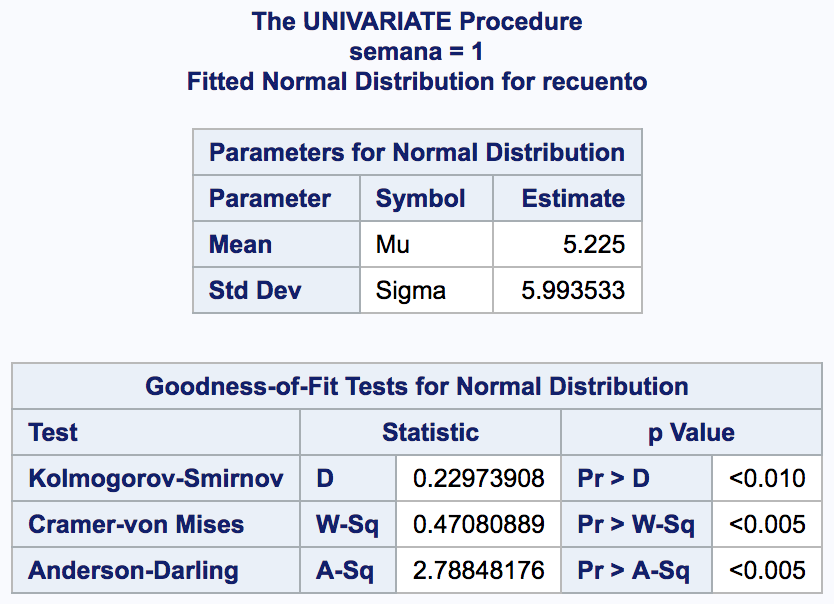 The UNIVARIATE Procedure
semana = 1
Fitted Normal Distribution for recuento
Parameters for Normal Distribution
Parameter Symbol Estimate
Mean Mu 5.225
Std Dev Sigma 5.993533
Goodness-of-Fit Tests for Normal Distribution
Test Statistic p Value
Kolmogorov-Smirnov D 0.22973908 Pr > D <0.010
Cramer-von Mises W-Sq 0.47080889 Pr > W-Sq <0.005
Anderson-Darling A-Sq 2.78848176 Pr > A-Sq <0.005